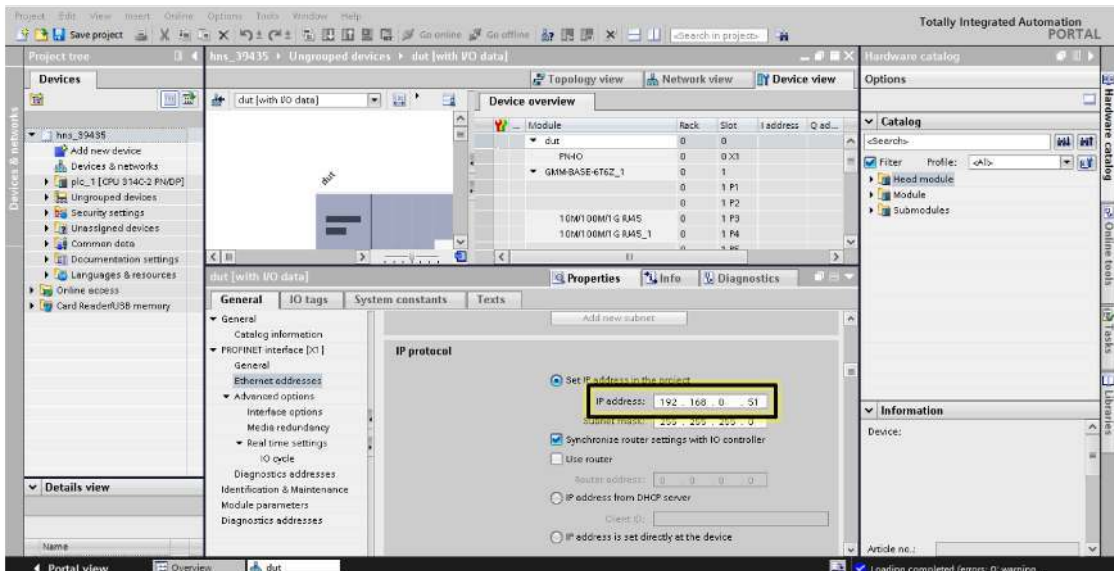 Project Edit View Insert Online Options Tools Window Help
Totally Integrated Automation
PORTAL
Save project
Go online
Go offline
<Search in project>
Project tree
hns_39435 Ungrouped devices dut [with I/O data]
Hardware catalog
Devices
Topology view
Network view
Device view
Options
dut [with I/O data]
Device overview
Module Rack Slot I address Q ad...
Catalog
hns_39435
dut 0 0
<Search>
Add new device
PN-IO 0 0 X1
Filter Profile: <All>
Devices & networks
GMM-BASE-6T6Z_1 0 1
Head module
plc_1 [CPU 314C-2 PN/DP]
0 1 P1
Module
Ungrouped devices
0 1 P2
Submodules
Security settings
dut
10M/100M/1G RJ45 0 1 P3
Unassigned devices
10M/100M/1G RJ45_1 0 1 P4
Common data
Documentation settings
Languages & resources
Online access
Card Reader/USB memory
dut [with I/O data]
Properties
Info
Diagnostics
General
IO tags
System constants
Texts
General
Catalog information
PROFINET interface [X1]
General
Ethernet addresses
Advanced options
Interface options
Media redundancy
Real time settings
IO cycle
Diagnostics addresses
Identification & Maintenance
Module parameters
Diagnostics addresses
Add new subnet
IP protocol
Set IP address in the project
IP address: 192 . 168 . 0 . 51
Subnet mask: 255 . 255 . 255 . 0
Synchronize router settings with IO controller
Use router
Router address: 0 . 0 . 0 . 0
IP address from DHCP server
Client ID:
IP address is set directly at the device
Information
Device:
Article no.:
Details view
Name
Devices & networks
Hardware catalog
Online tools
Tasks
Libraries
Portal view
Overview
dut
Loading completed (errors: 0; warning